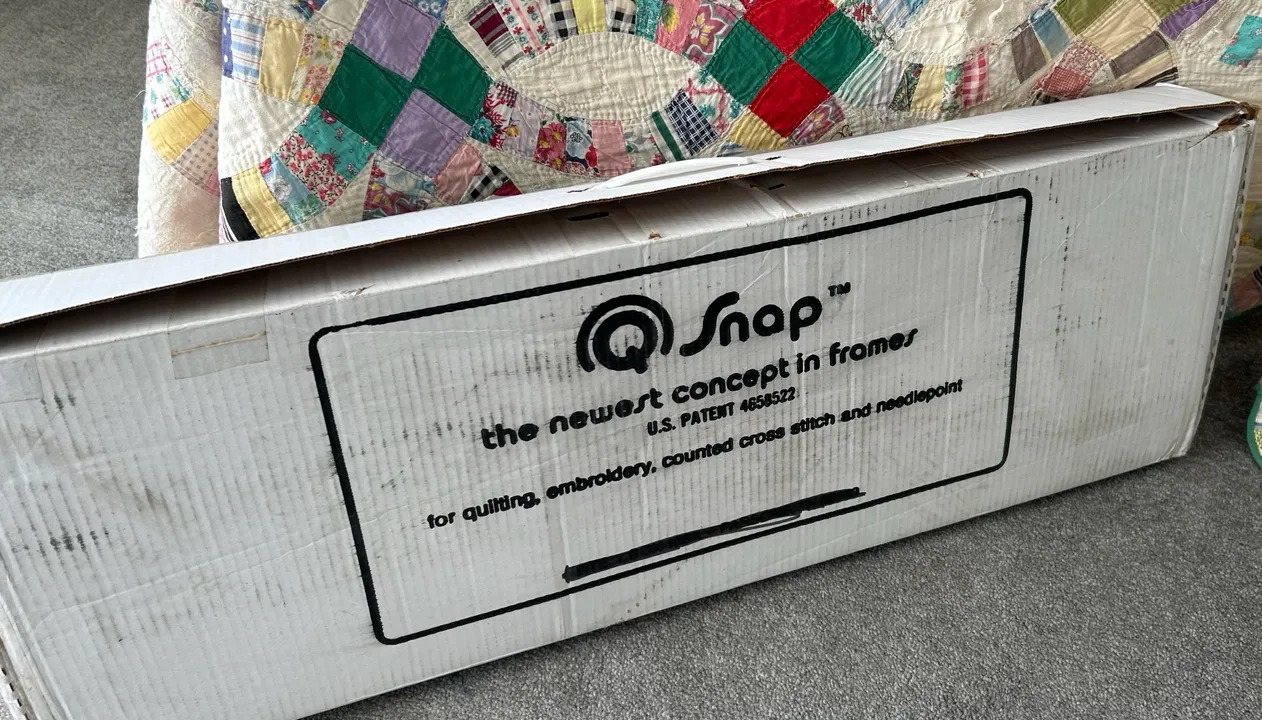 Q Snap™
the newest concept in frames
U.S. PATENT 4658522
for quilting, embroidery, counted cross stitch and needlepoint